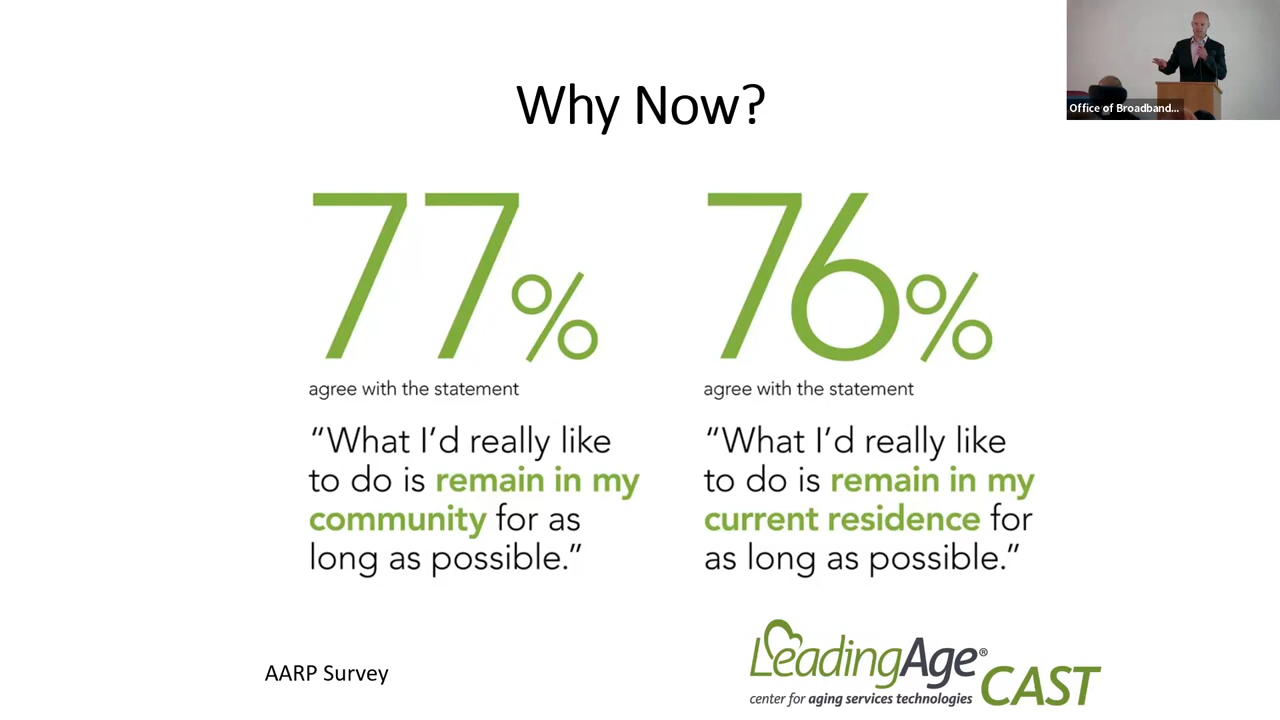 Why Now?
Office of Broadband...
77%
agree with the statement
“What I’d really like
to do is remain in my
community for as
long as possible.”
76%
agree with the statement
“What I’d really like
to do is remain in my
current residence for
as long as possible.”
AARP Survey
LeadingAge® CAST
center for aging services technologies